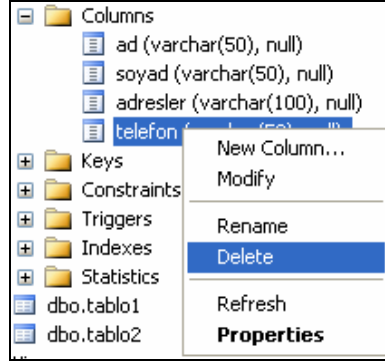 Columns
ad (varchar(50), null)
soyad (varchar(50), null)
adresler (varchar(100), null)
telefon
New Column...
Modify
Rename
Delete
Refresh
Properties
Keys
Constraints
Triggers
Indexes
Statistics
dbo.tablo1
dbo.tablo2